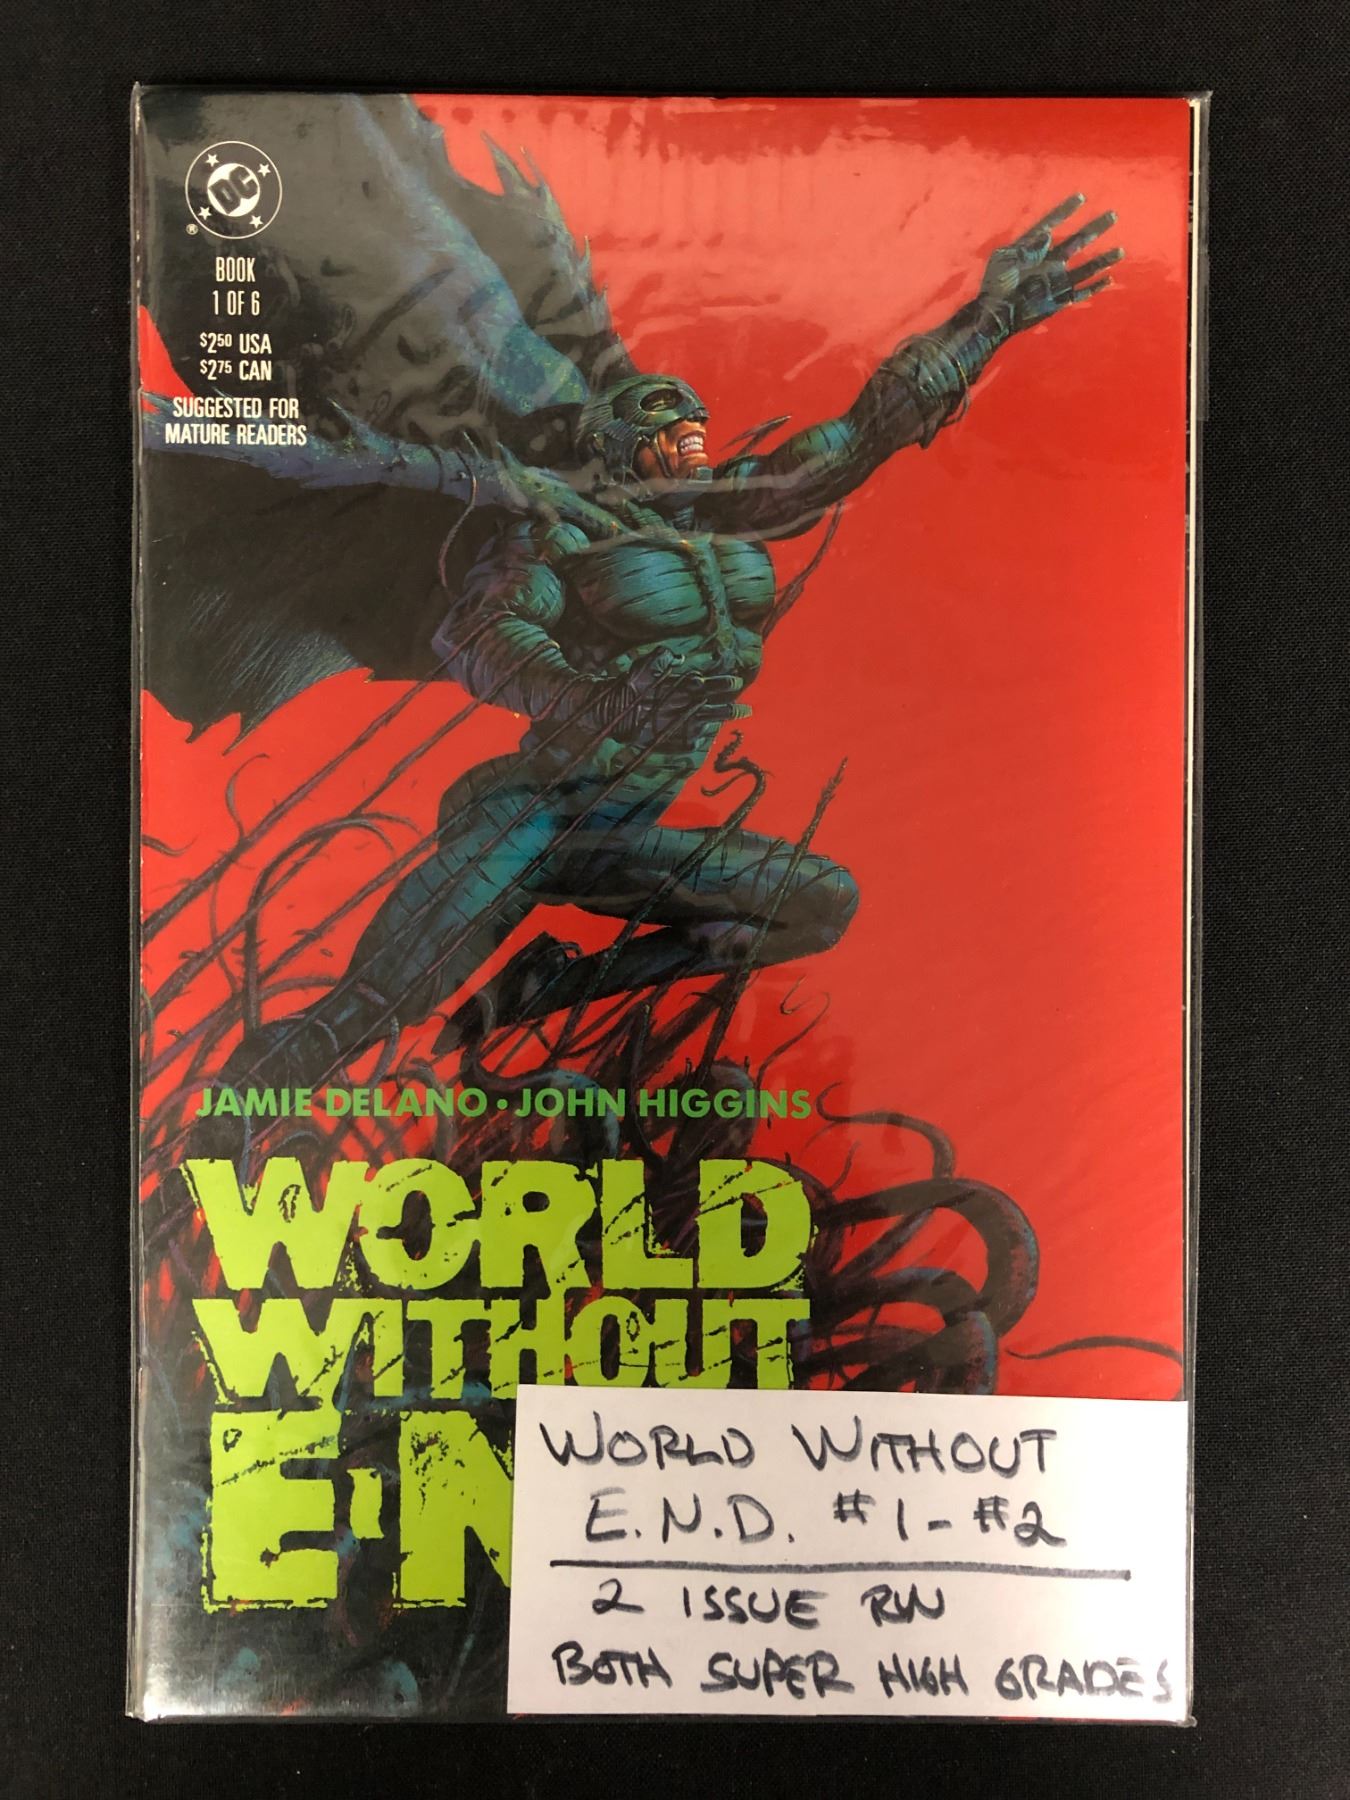 DC
®
BOOK
1 OF 6
$2.50 USA
$2.75 CAN
SUGGESTED FOR
MATURE READERS
JAMIE DELANO • JOHN HIGGINS
WORLD
WITHOUT
E·N
WORLD WITHOUT
E.N.D. #1-#2
2 ISSUE RUN
BOTH SUPER HIGH GRADES